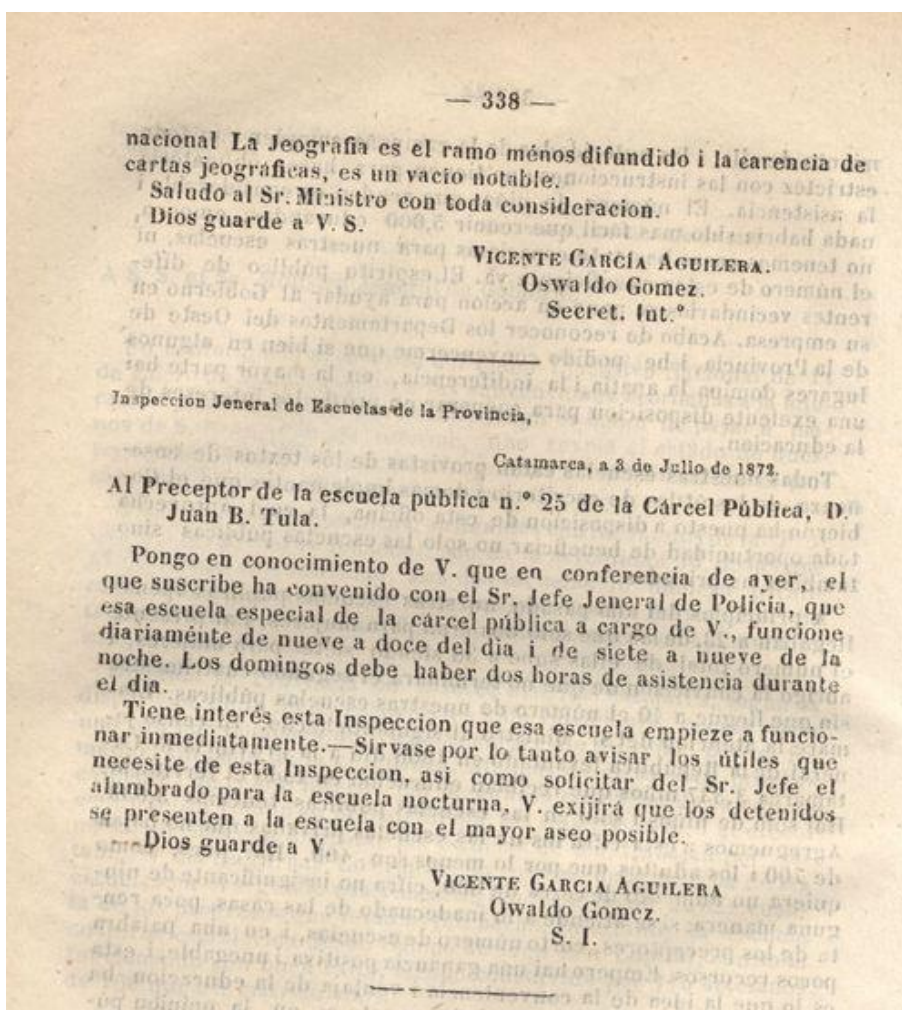 — 338 —
nacional La Jeografia es el ramo ménos difundido i la carencia de
cartas jeográficas, es un vacio notable.
Saludo al Sr. Ministro con toda consideracion.
Dios guarde a V. S.
VICENTE GARCÍA AGUILERA.
Oswaldo Gomez.
Secret. Int.°
Inspeccion Jeneral de Escuelas de la Provincia,
Catamarca, a 3 de Julio de 1872.
Al Preceptor de la escuela pública n.° 25 de la Cárcel Pública, D.
Juan B. Tula.
Pongo en conocimiento de V. que en conferencia de ayer, el
que suscribe ha convenido con el Sr. Jefe Jeneral de Policía, que
esa escuela especial de la cárcel pública a cargo de V., funcione
diariaménte de nueve a doce del dia i de siete a nueve de la
noche. Los domingos debe haber dos horas de asistencia durante
el dia.
Tiene interés esta Inspeccion que esa escuela empieze a funcio-
nar inmediatamente.—Sírvase por lo tanto avisar los útiles que
necesite de esta Inspeccion, asi como solicitar del Sr. Jefe el
alumbrado para la escuela nocturna. V. exijirá que los detenidos
se presenten a la escuela con el mayor aseo posible.
Dios guarde a V.
VICENTE GARCIA AGUILERA
Owaldo Gomez.
S. I.